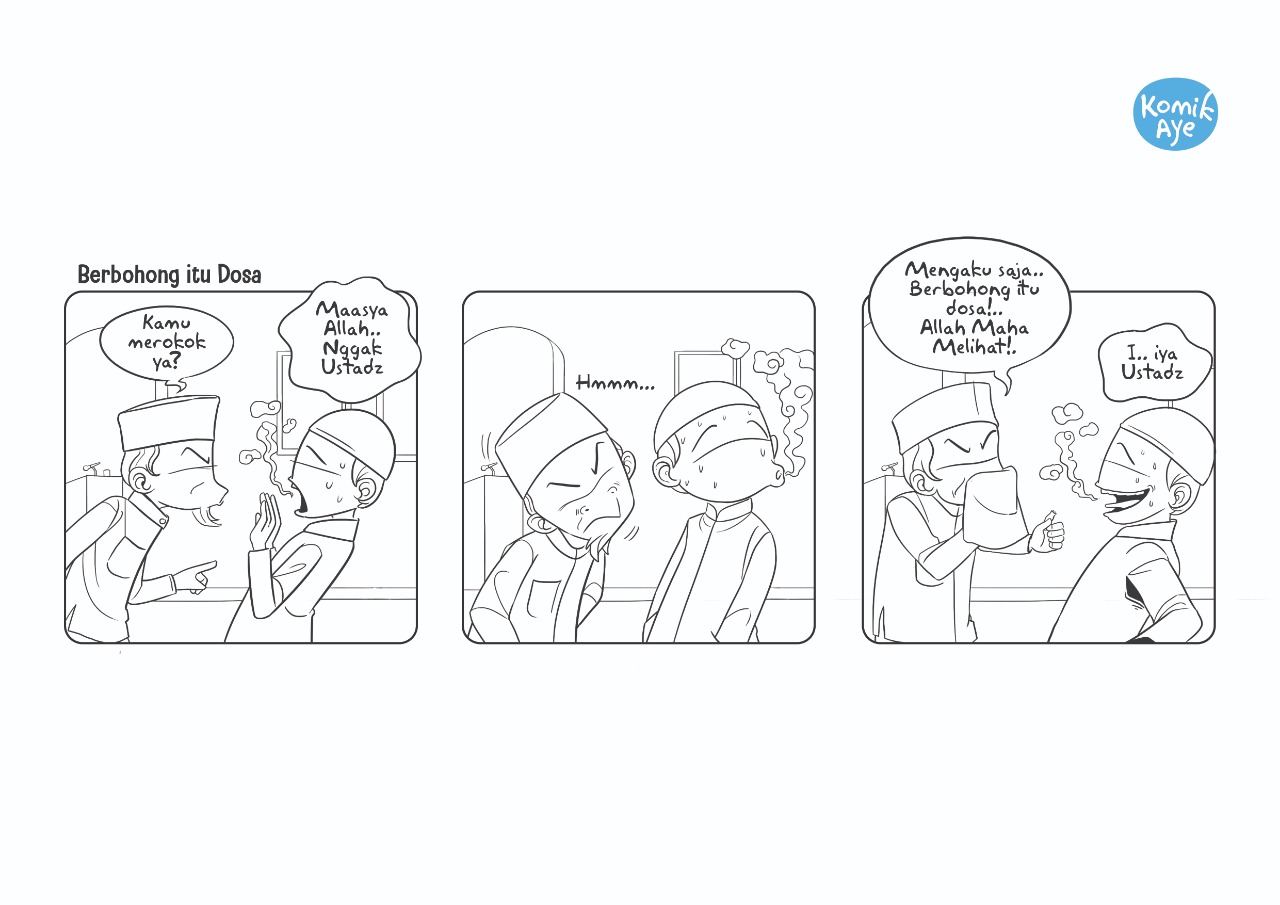 Komik
Aye
Berbohong itu Dosa
Kamu
merokok
ya?
Maasya
Allah..
Nggak
Ustadz
Hmmm...
Mengaku saja..
Berbohong itu
dosa!..
Allah Maha
Melihat!.
I.. iya
Ustadz